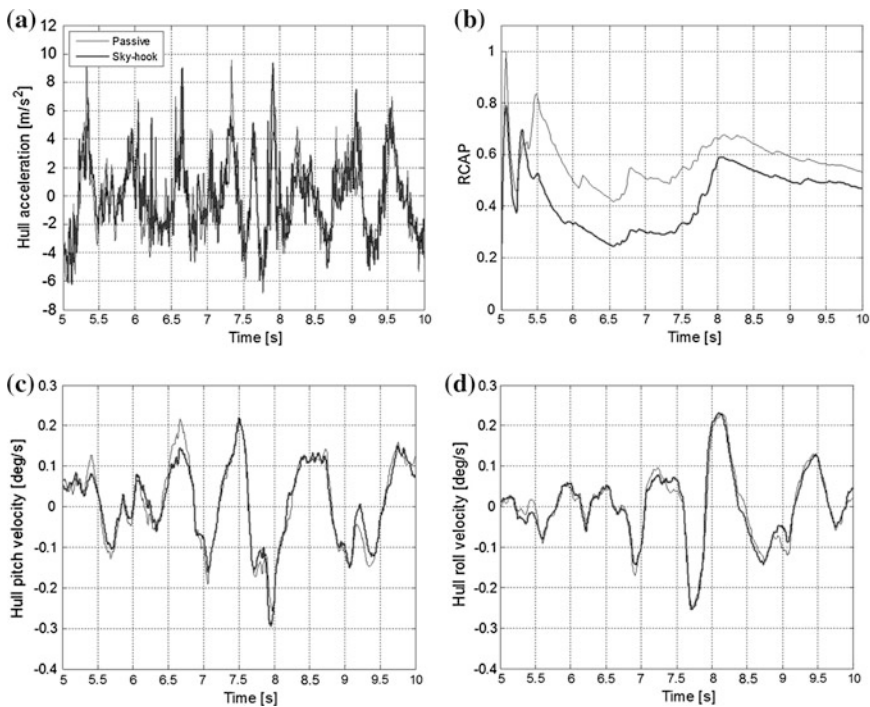 (a)
Hull acceleration [m/s²]
12
10
8
6
4
2
0
-2
-4
-6
-8
Passive
Sky-hook
5 5.5 6 6.5 7 7.5 8 8.5 9 9.5 10
Time [s]
(b)
RCAP
1
0.8
0.6
0.4
0.2
0
5 5.5 6 6.5 7 7.5 8 8.5 9 9.5 10
Time [s]
(c)
Hull pitch velocity [deg/s]
0.3
0.2
0.1
0
-0.1
-0.2
-0.3
-0.4
5 5.5 6 6.5 7 7.5 8 8.5 9 9.5 10
Time [s]
(d)
Hull roll velocity [deg/s]
0.3
0.2
0.1
0
-0.1
-0.2
-0.3
-0.4
5 5.5 6 6.5 7 7.5 8 8.5 9 9.5 10
Time [s]